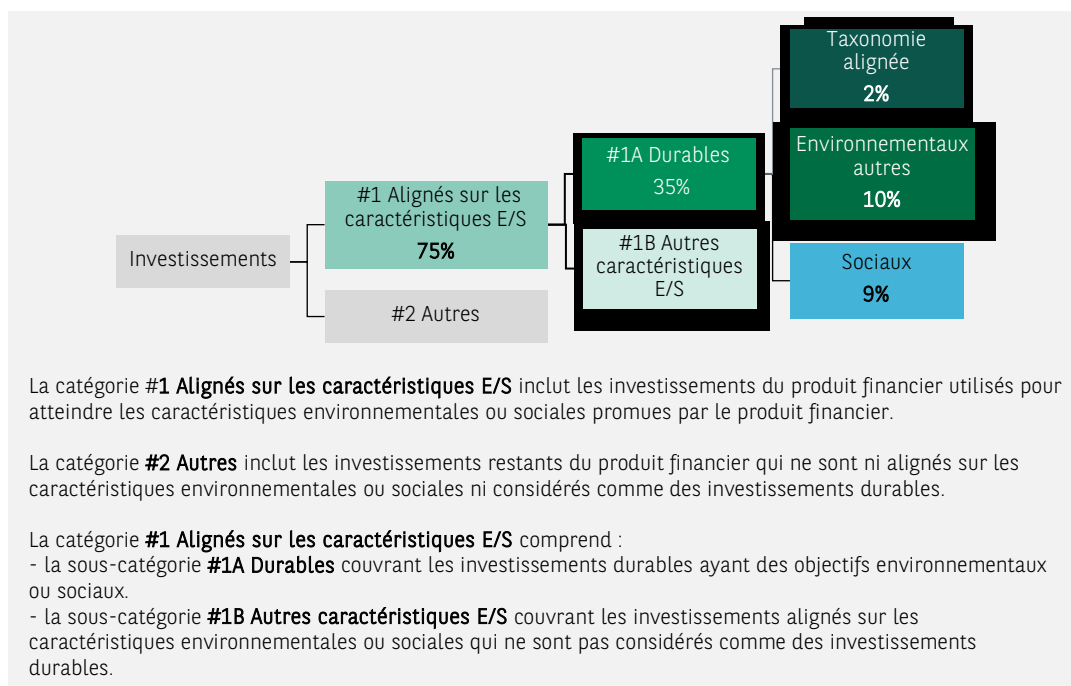 Taxonomie
alignée
2%
#1A Durables
35%
Environnementaux
autres
10%
#1 Alignés sur les
caractéristiques E/S
75%
#1B Autres
caractéristiques
E/S
Investissements
Sociaux
9%
#2 Autres
La catégorie #1 Alignés sur les caractéristiques E/S inclut les investissements du produit financier utilisés pour
atteindre les caractéristiques environnementales ou sociales promues par le produit financier.
La catégorie #2 Autres inclut les investissements restants du produit financier qui ne sont ni alignés sur les
caractéristiques environnementales ou sociales ni considérés comme des investissements durables.
La catégorie #1 Alignés sur les caractéristiques E/S comprend :
- la sous-catégorie #1A Durables couvrant les investissements durables ayant des objectifs environnementaux
ou sociaux.
- la sous-catégorie #1B Autres caractéristiques E/S couvrant les investissements alignés sur les
caractéristiques environnementales ou sociales qui ne sont pas considérés comme des investissements
durables.